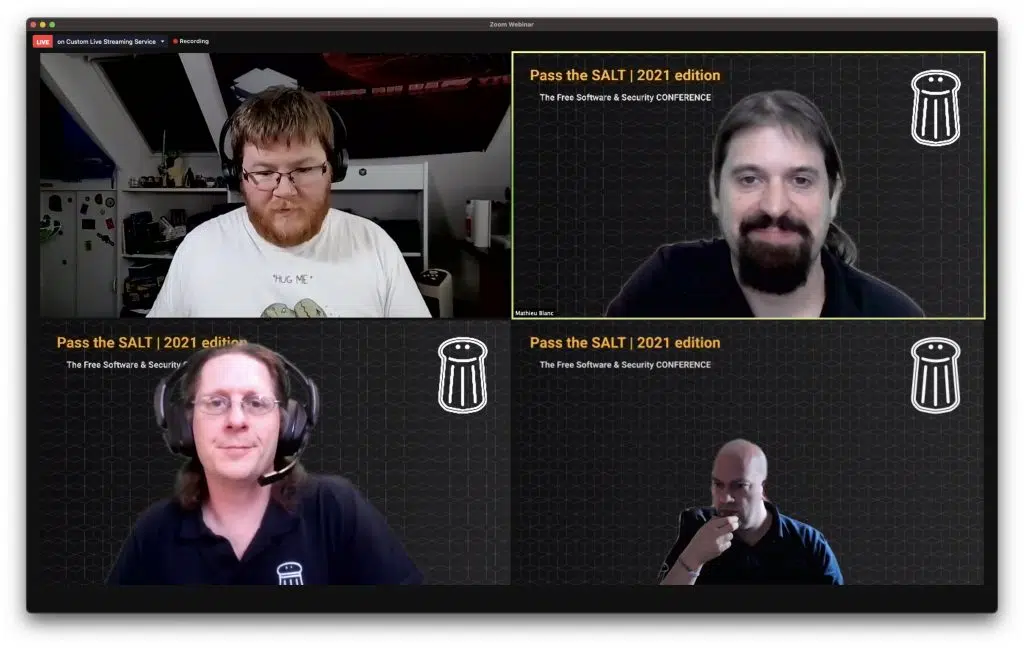 Zoom Webinar
LIVE on Custom Live Streaming Service Recording
Pass the SALT | 2021 edition
The Free Software & Security CONFERENCE
"HUG ME"
Mathieu Blanc
Pass the SALT | 2021 edition
The Free Software & Security C
Pass the SALT | 2021 edition
The Free Software & Security CONFERENCE